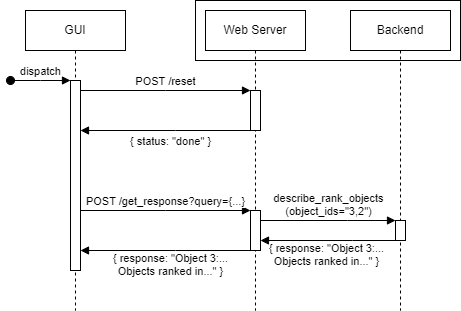 GUI
Web Server
Backend
dispatch
POST /reset
{ status: "done" }
POST /get_response?query={...}
describe_rank_objects
(object_ids="3,2")
{ response: "Object 3:...
Objects ranked in..." }
{ response: "Object 3:...
Objects ranked in..." }